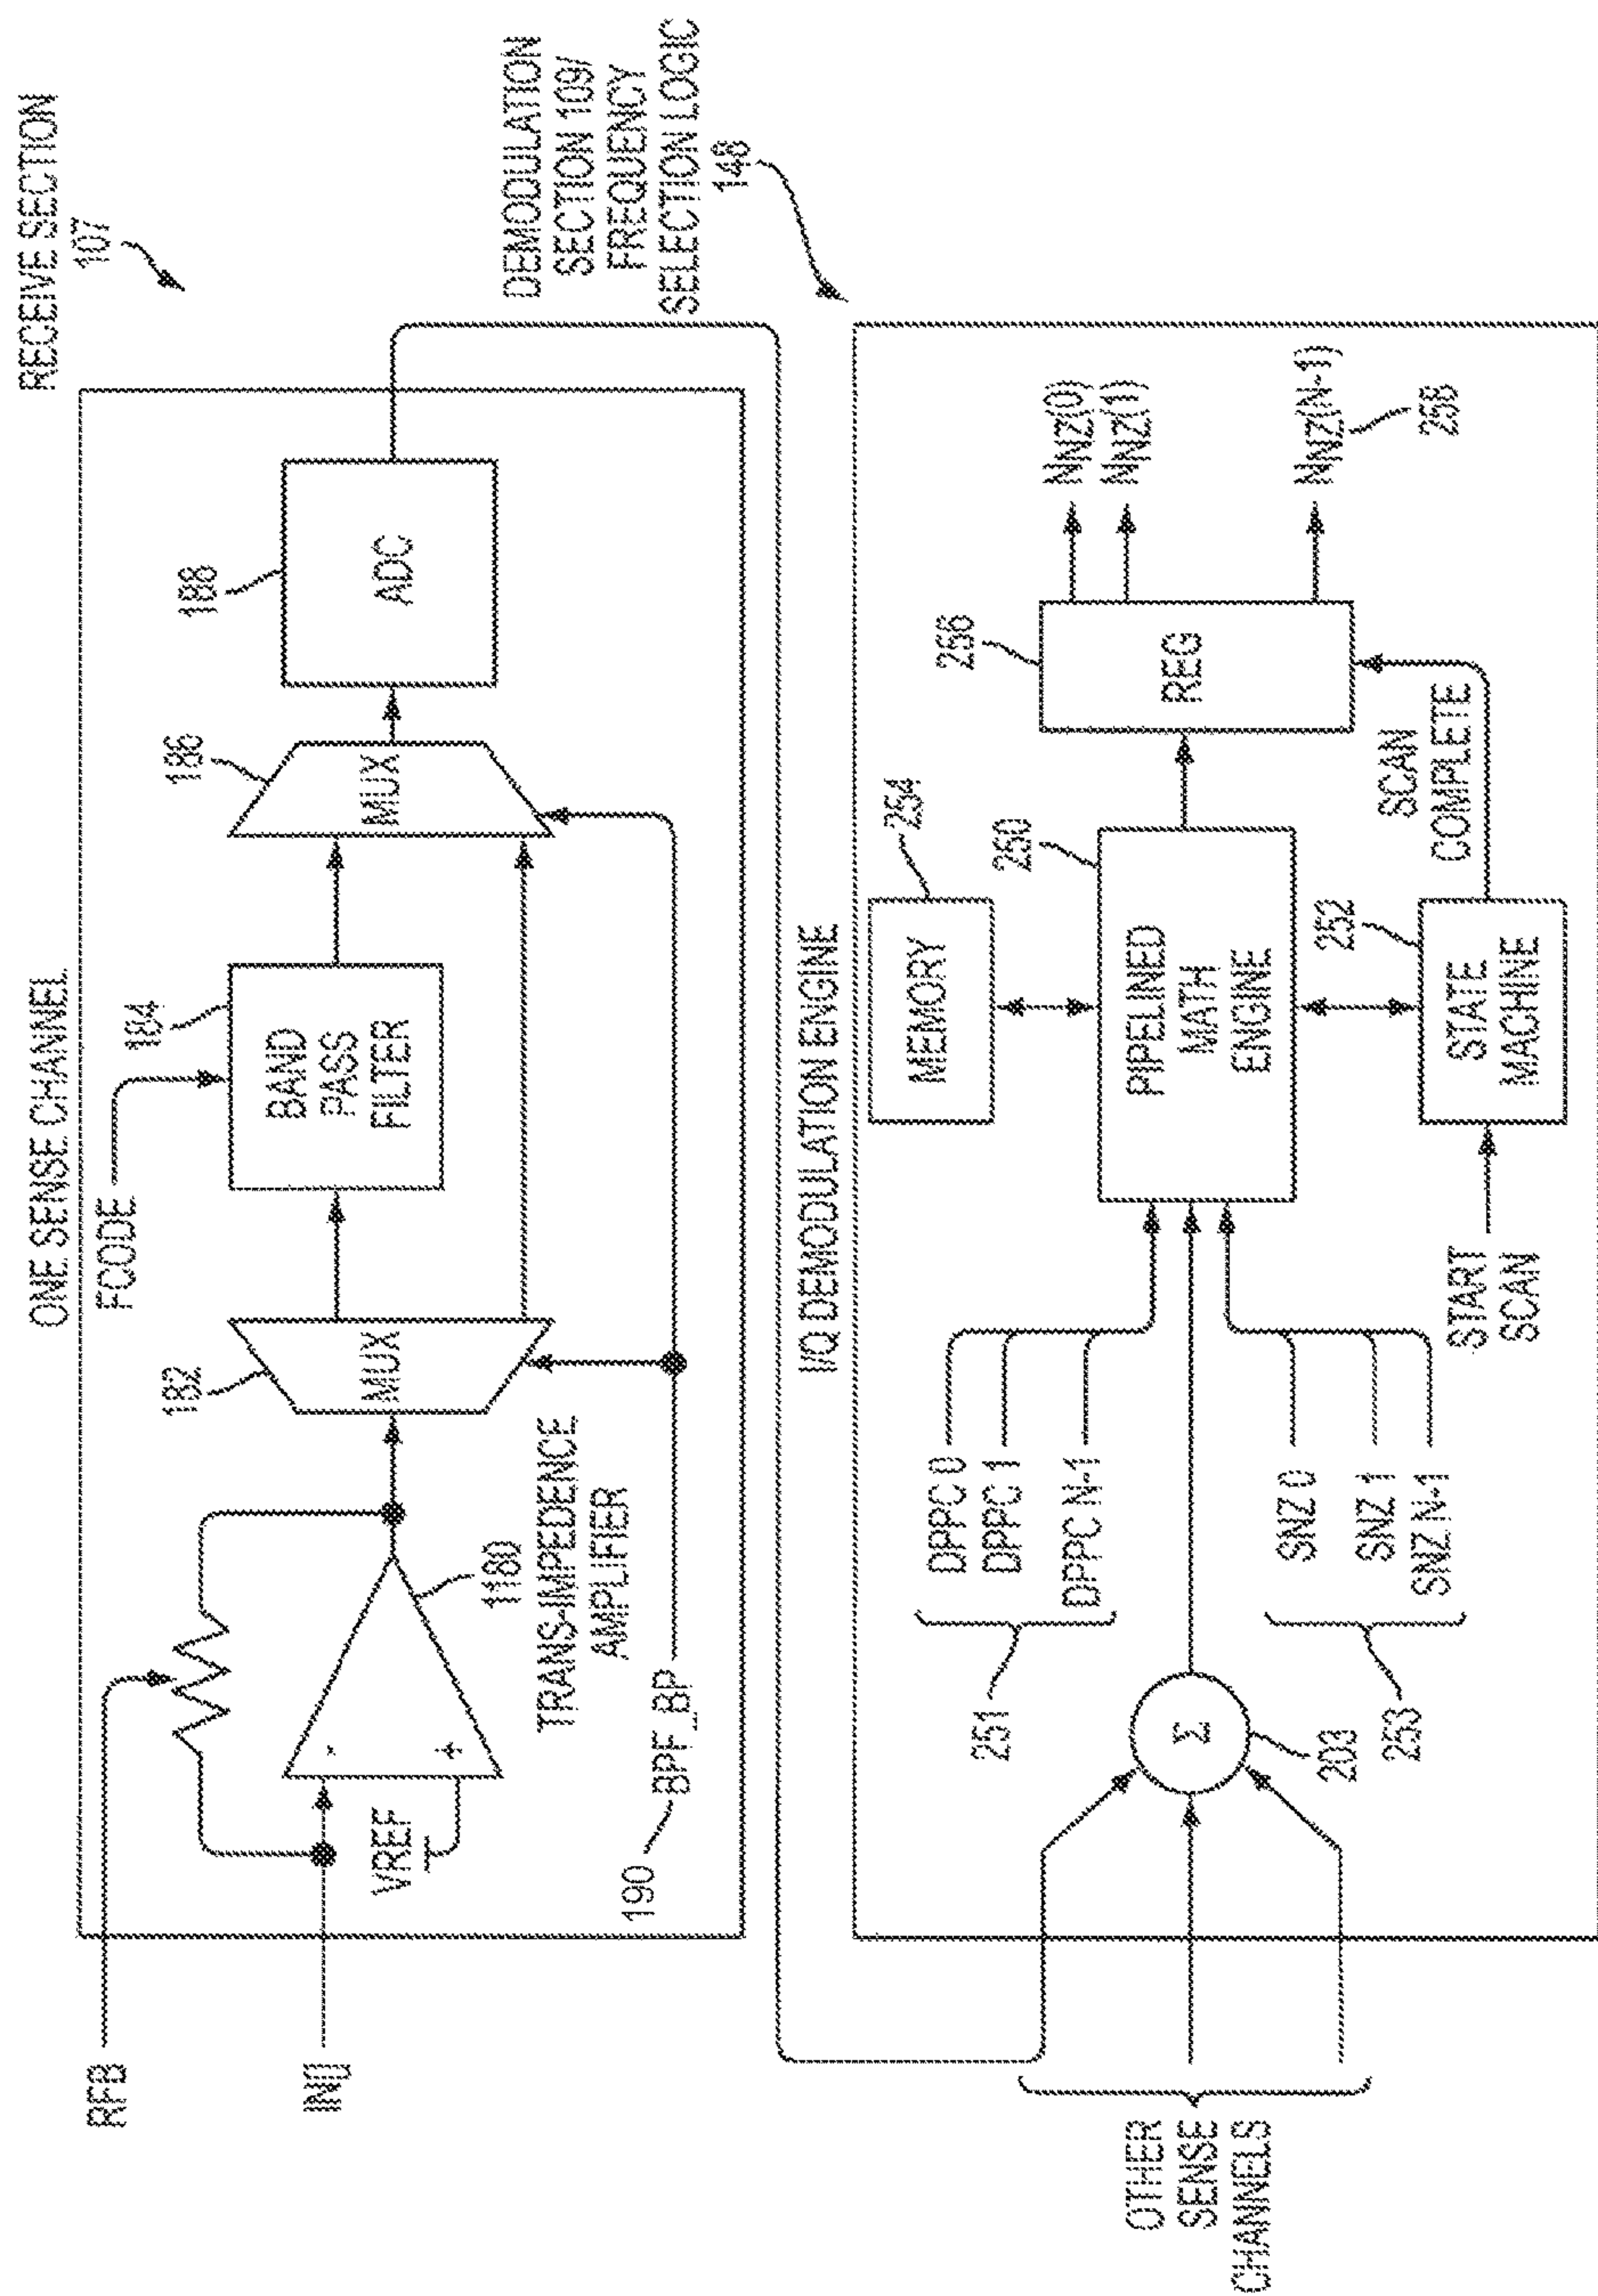 RECEIVE SECTION
107
ONE SENSE CHANNEL
RFB
IN0
VREF
-
+
1180
TRANS-IMPEDENCE
AMPLIFIER
190
BPF_BP
182
MUX
FCODE
184
BAND
PASS
FILTER
186
MUX
188
ADC
DEMODULATION
SECTION 109/
FREQUENCY
SELECTION LOGIC
148
I/Q DEMODULATION ENGINE
OTHER
SENSE
CHANNELS
Σ
203
251
DPPC 0
DPPC 1
DPPC N-1
253
SNZ 0
SNZ 1
SNZ N-1
START
SCAN
MEMORY
254
250
PIPELINED
MATH
ENGINE
252
STATE
MACHINE
SCAN
COMPLETE
256
REG
NNZ(0)
NNZ(1)
NNZ(N-1)
258